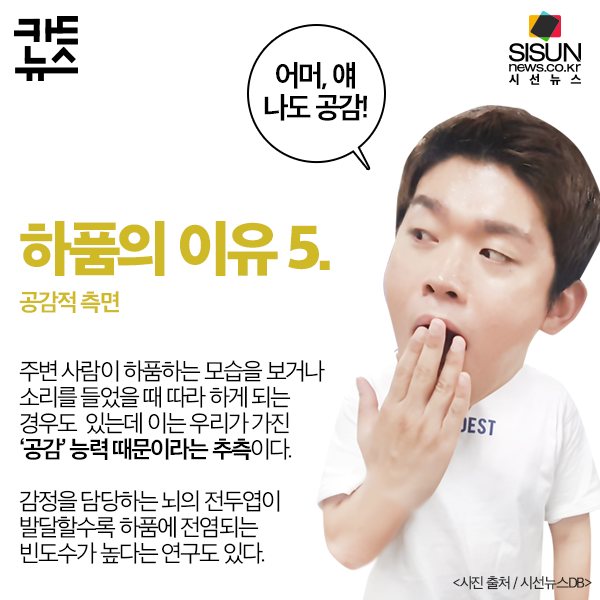 카드
뉴스
SISUN
news.co.kr
시선뉴스
어머, 얘
나도 공감!
하품의 이유 5.
공감적 측면
주변 사람이 하품하는 모습을 보거나
소리를 들었을 때 따라 하게 되는
경우도 있는데 이는 우리가 가진
‘공감’ 능력 때문이라는 추측이다.
감정을 담당하는 뇌의 전두엽이
발달할수록 하품에 전염되는
빈도수가 높다는 연구도 있다.
UEST
<시진 출처 / 시선뉴스DB>